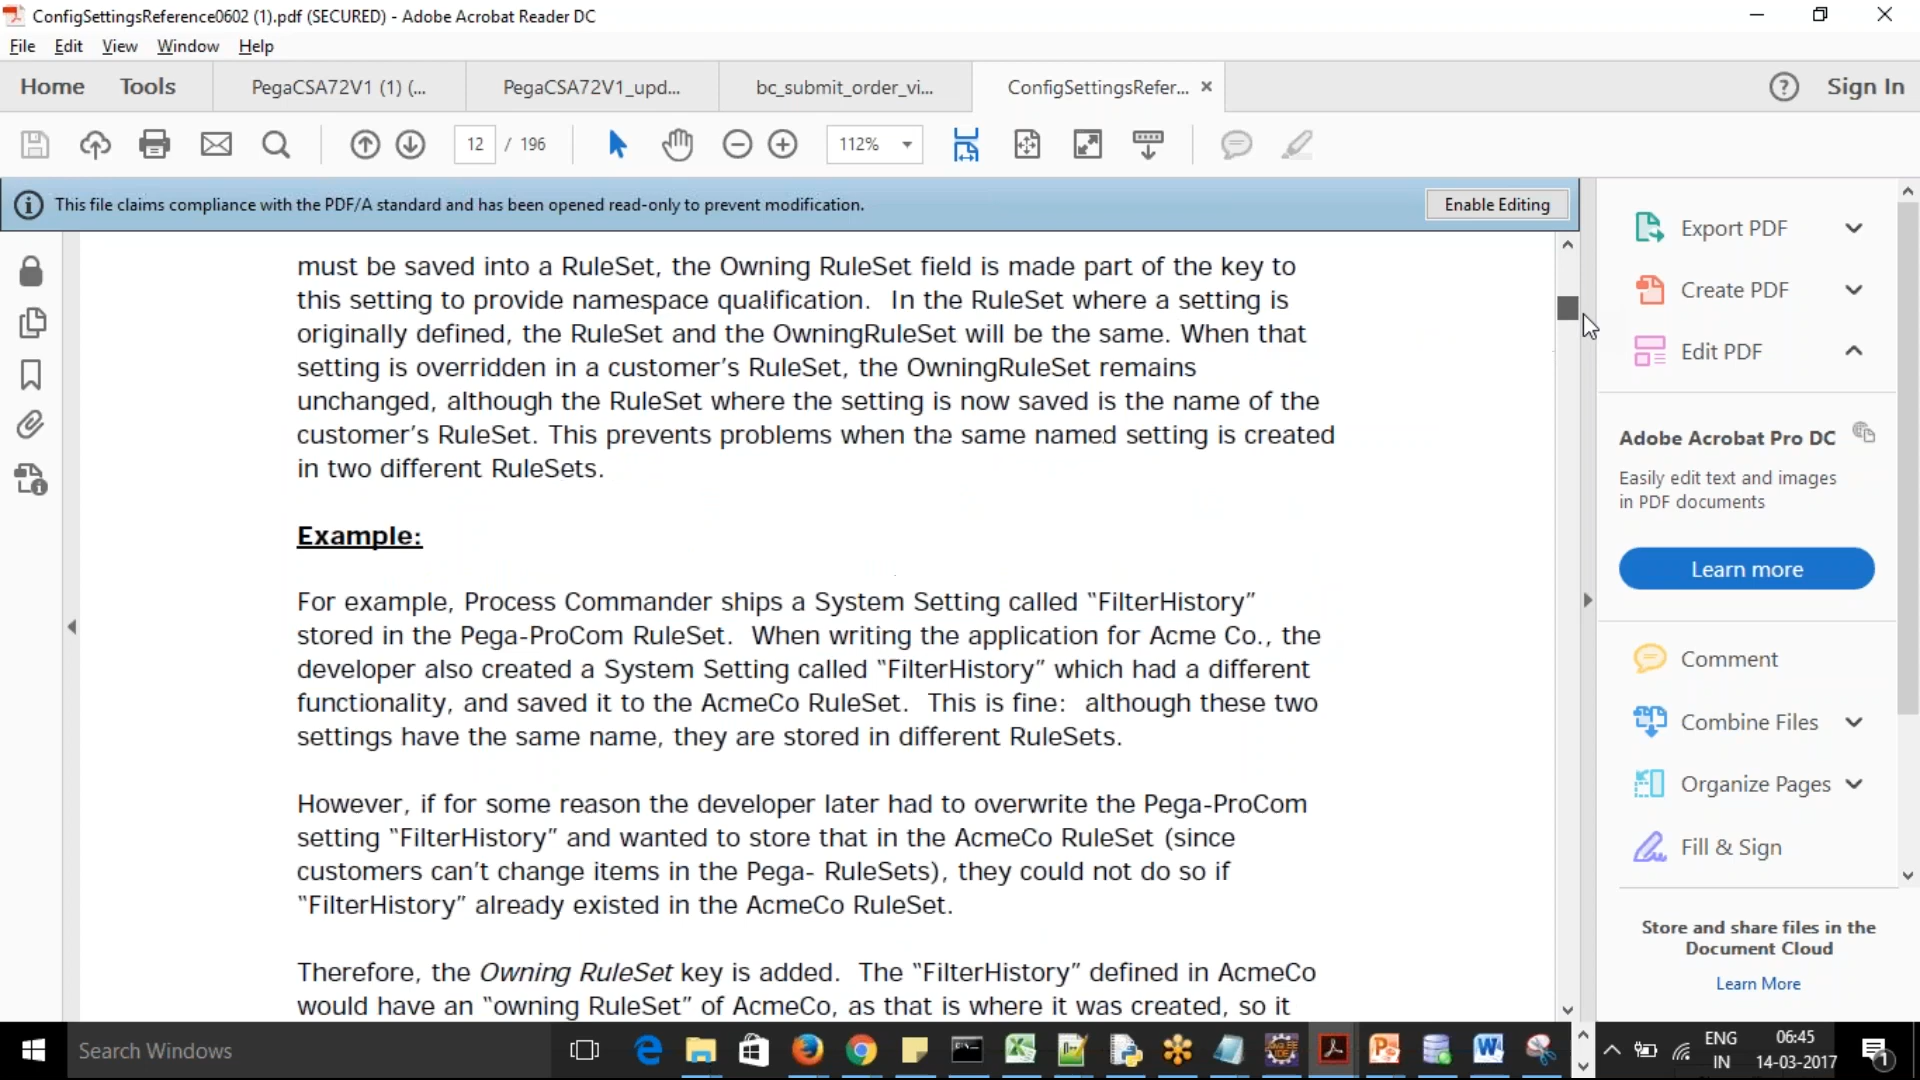 ConfigSettingsReference0602 (1).pdf (SECURED) - Adobe Acrobat Reader DC
File Edit View Window Help
Home Tools PegaCSA72V1 (1) (... PegaCSA72V1_upd... bc_submit_order_vi... ConfigSettingsRefer... × ? Sign In
12 / 196 112%
This file claims compliance with the PDF/A standard and has been opened read-only to prevent modification. Enable Editing
must be saved into a RuleSet, the Owning RuleSet field is made part of the key to
this setting to provide namespace qualification. In the RuleSet where a setting is
originally defined, the RuleSet and the OwningRuleSet will be the same. When that
setting is overridden in a customer's RuleSet, the OwningRuleSet remains
unchanged, although the RuleSet where the setting is now saved is the name of the
customer's RuleSet. This prevents problems when the same named setting is created
in two different RuleSets.
Example:
For example, Process Commander ships a System Setting called "FilterHistory"
stored in the Pega-ProCom RuleSet. When writing the application for Acme Co., the
developer also created a System Setting called "FilterHistory" which had a different
functionality, and saved it to the AcmeCo RuleSet. This is fine: although these two
settings have the same name, they are stored in different RuleSets.
However, if for some reason the developer later had to overwrite the Pega-ProCom
setting "FilterHistory" and wanted to store that in the AcmeCo RuleSet (since
customers can't change items in the Pega- RuleSets), they could not do so if
"FilterHistory" already existed in the AcmeCo RuleSet.
Therefore, the Owning RuleSet key is added. The "FilterHistory" defined in AcmeCo
would have an "owning RuleSet" of AcmeCo, as that is where it was created, so it
Export PDF
Create PDF
Edit PDF
Adobe Acrobat Pro DC
Easily edit text and images
in PDF documents
Learn more
Comment
Combine Files
Organize Pages
Fill & Sign
Store and share files in the
Document Cloud
Learn More
Search Windows
ENG
IN
06:45
14-03-2017
1